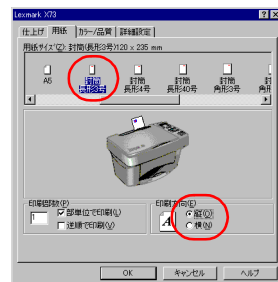 Lexmark X73
仕上げ 用紙 カラー/品質 詳細設定
用紙サイズ(Z): 封筒(長形3号)120 x 235 mm
A5 封筒 長形3号 封筒 長形4号 封筒 長形40号 封筒 角形3号
印刷部数(P)
1
部単位で印刷(L)
逆順で印刷(V)
印刷方向(E)
A
縦(O)
横(N)
OK キャンセル ヘルプ